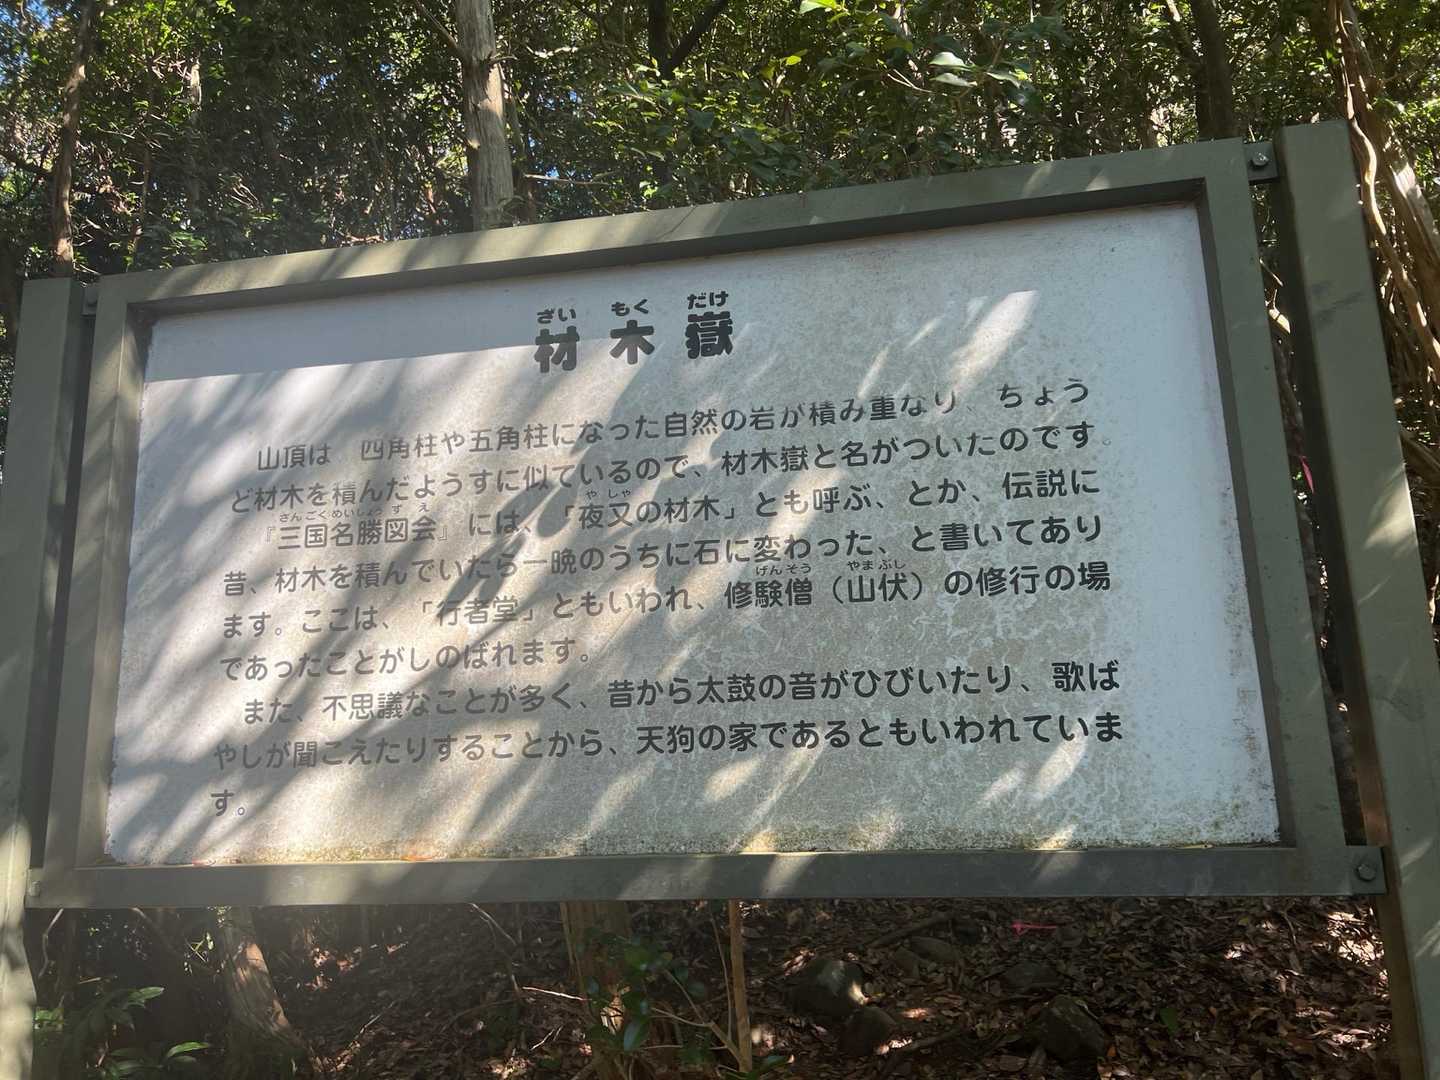 ざい もく だけ
材木嶽
山頂は、四角柱や五角柱になった自然の岩が積み重なり、ちょう
ど材木を積んだようすに似ているので、材木嶽と名がついたのです。
さんごくめいしょうずえ やしゃ
『三国名勝図会』には、「夜叉の材木」とも呼ぶ、とか、伝説に
昔、材木を積んでいたら一晩のうちに石に変わった、と書いてあり
げんそう やまぶし
ます。ここは、「行者堂」ともいわれ、修験僧（山伏）の修行の場
であったことがしのばれます。
また、不思議なことが多く、昔から太鼓の音がひびいたり、歌ば
やしが聞こえたりすることから、天狗の家であるともいわれていま
す。